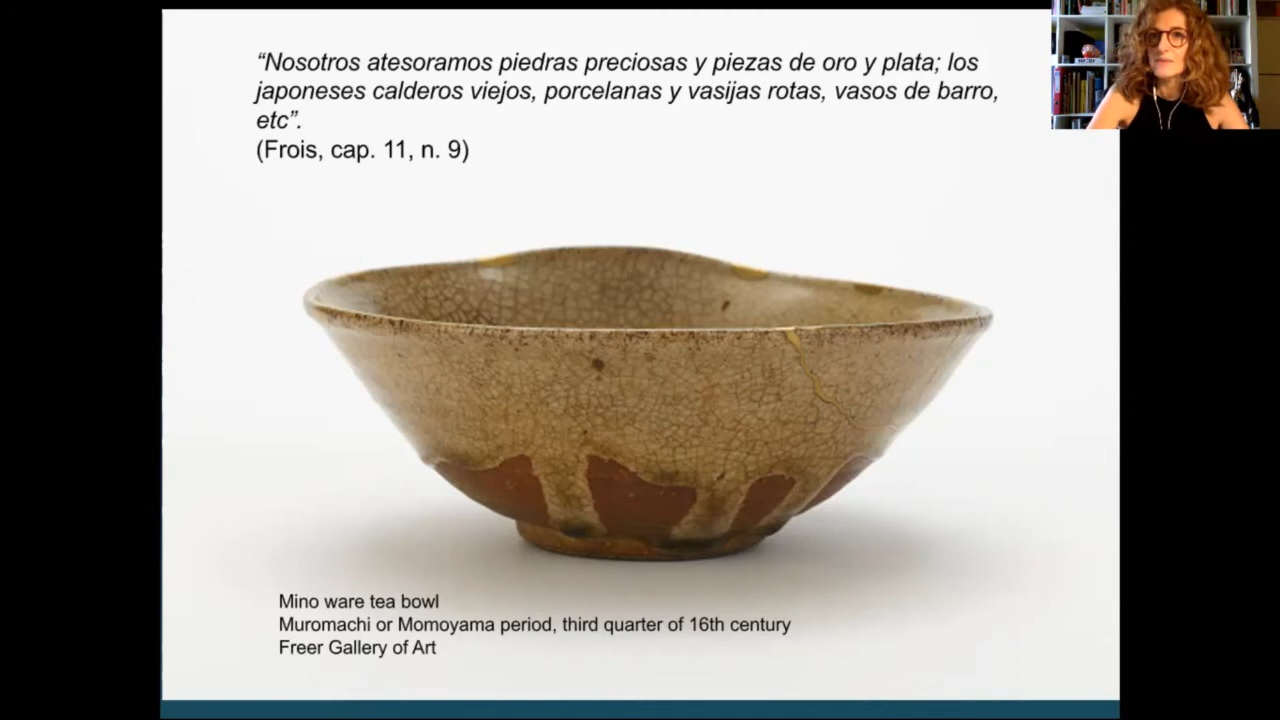 “Nosotros atesoramos piedras preciosas y piezas de oro y plata; los
japoneses calderos viejos, porcelanas y vasijas rotas, vasos de barro,
etc”.
(Frois, cap. 11, n. 9)
Mino ware tea bowl
Muromachi or Momoyama period, third quarter of 16th century
Freer Gallery of Art